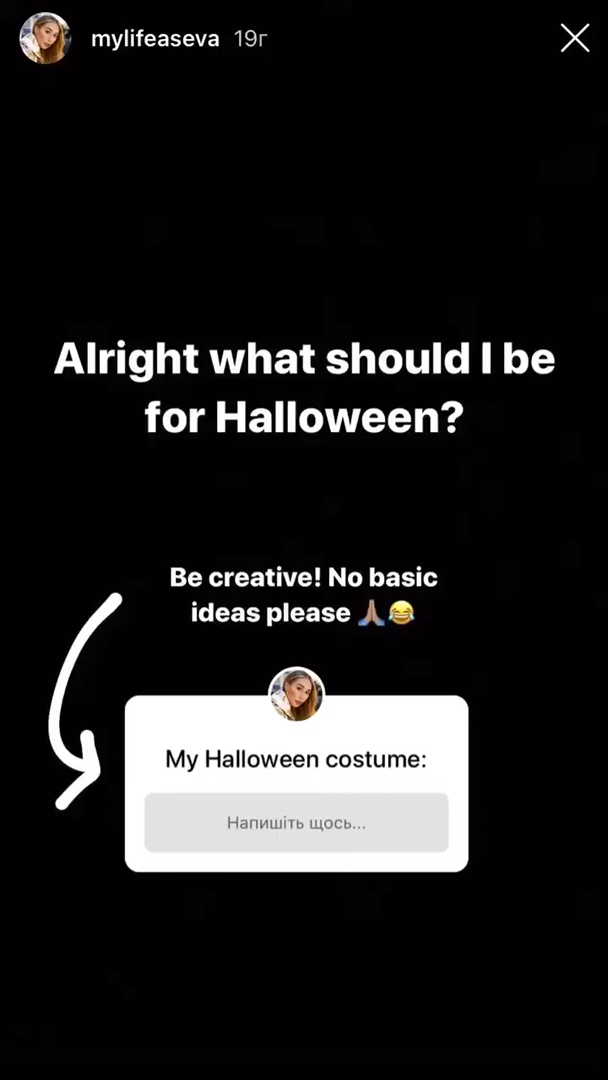 mylifeaseva 19г
Alright what should I be
for Halloween?
Be creative! No basic
ideas please 🙏🏽😂
My Halloween costume:
Напишіть щось...